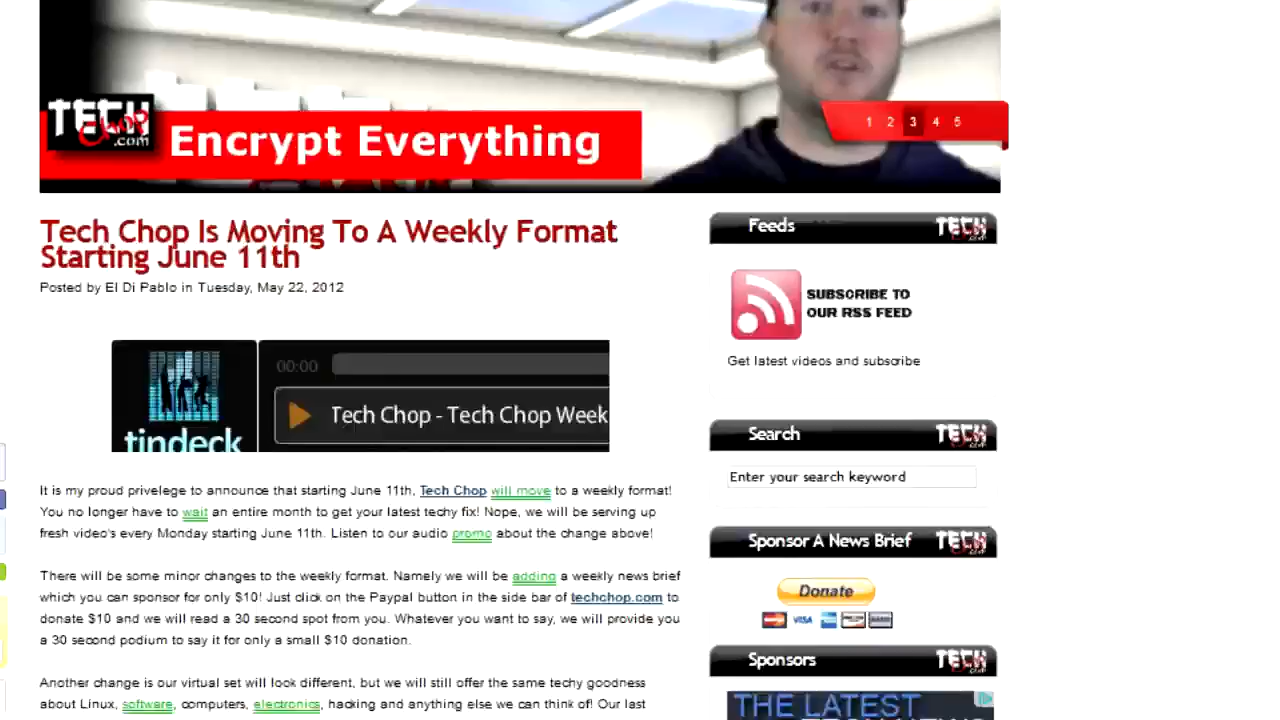 TECH
Chop
.com
Encrypt Everything
1 2 3 4 5
Tech Chop Is Moving To A Weekly Format
Starting June 11th
Posted by El Di Pablo in Tuesday, May 22, 2012
00:00
Tech Chop - Tech Chop Week
tindeck
It is my proud privelege to announce that starting June 11th, Tech Chop will move to a weekly format!
You no longer have to wait an entire month to get your latest techy fix! Nope, we will be serving up
fresh video's every Monday starting June 11th. Listen to our audio promo about the change above!
There will be some minor changes to the weekly format. Namely we will be adding a weekly news brief
which you can sponsor for only $10! Just click on the Paypal button in the side bar of techchop.com to
donate $10 and we will read a 30 second spot from you. Whatever you want to say, we will provide you
a 30 second podium to say it for only a small $10 donation.
Another change is our virtual set will look different, but we will still offer the same techy goodness
about Linux, software, computers, electronics, hacking and anything else we can think of! Our last
Feeds
TECH
SUBSCRIBE TO
OUR RSS FEED
Get latest videos and subscribe
Search
TECH
Enter your search keyword
Sponsor A News Brief
TECH
Donate
VISA
Sponsors
TECH
THE LATEST